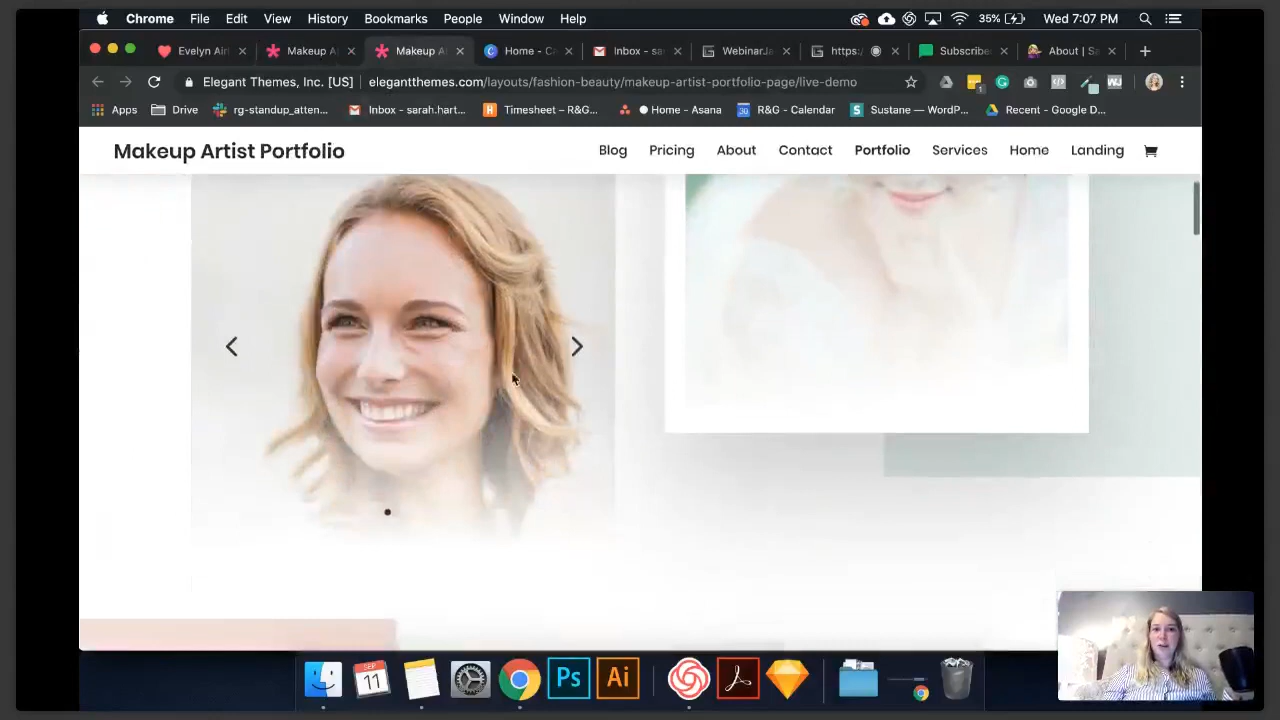 Chrome File Edit View History Bookmarks People Window Help 35% Wed 7:07 PM
Evelyn Ai Makeup A Makeup A Home - C Inbox - sa WebinarJa https:/ Subscribe About | Sa
Elegant Themes, Inc. [US] elegantthemes.com/layouts/fashion-beauty/makeup-artist-portfolio-page/live-demo
Apps Drive rg-standup_atten... Inbox - sarah.hart... Timesheet – R&G... Home - Asana R&G - Calendar Sustane — WordP... Recent - Google D...
Makeup Artist Portfolio Blog Pricing About Contact Portfolio Services Home Landing
SEP
11
Ps
Ai